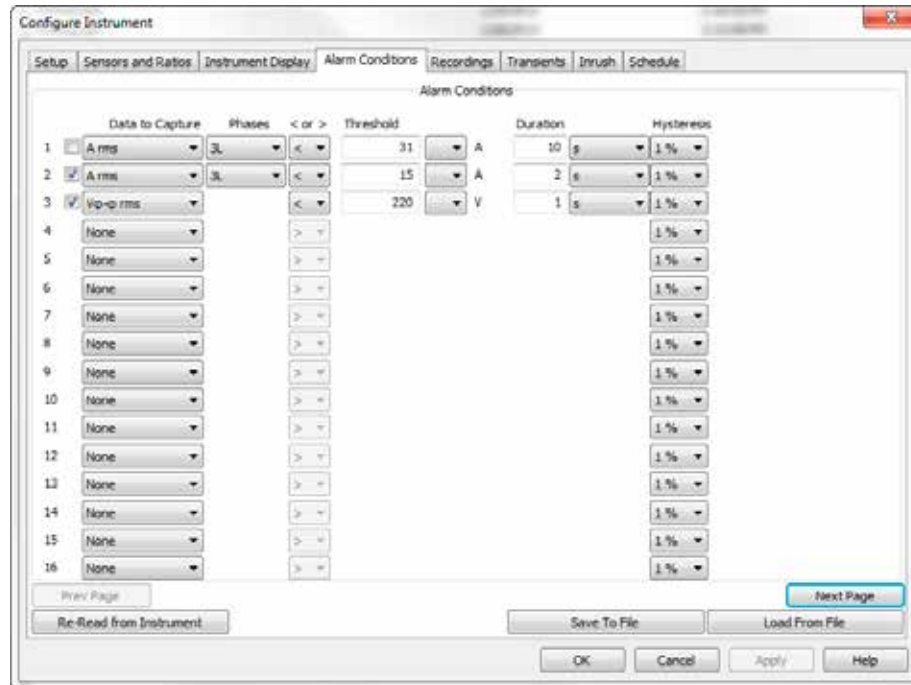 Configure Instrument
Setup Sensors and Ratios Instrument Display Alarm Conditions Recordings Transients Inrush Schedule
Alarm Conditions
Data to Capture Phases < or > Threshold Duration Hysteresis
1 A rms 3L < 31 A 10 s 1 %
2 A rms 3L < 15 A 2 s 1 %
3 Vφ-φ rms < 220 V 1 s 1 %
4 None > 1 %
5 None > 1 %
6 None > 1 %
7 None > 1 %
8 None > 1 %
9 None > 1 %
10 None > 1 %
11 None > 1 %
12 None > 1 %
13 None > 1 %
14 None > 1 %
15 None > 1 %
16 None > 1 %
Prev Page Next Page
Re-Read from Instrument Save To File Load From File
OK Cancel Apply Help